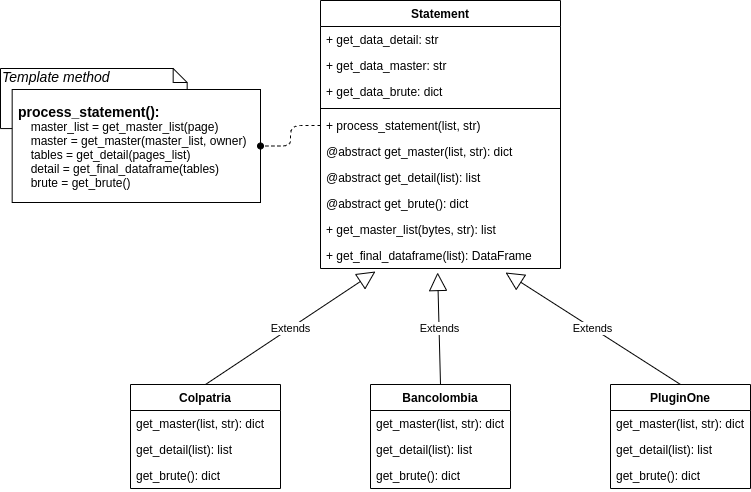 Statement
+ get_data_detail: str
+ get_data_master: str
+ get_data_brute: dict
+ process_statement(list, str)
@abstract get_master(list, str): dict
@abstract get_detail(list): list
@abstract get_brute(): dict
+ get_master_list(bytes, str): list
+ get_final_dataframe(list): DataFrame
Template method
process_statement():
master_list = get_master_list(page)
master = get_master(master_list, owner)
tables = get_detail(pages_list)
detail = get_final_dataframe(tables)
brute = get_brute()
Extends
Extends
Extends
Colpatria
get_master(list, str): dict
get_detail(list): list
get_brute(): dict
Bancolombia
get_master(list, str): dict
get_detail(list): list
get_brute(): dict
PluginOne
get_master(list, str): dict
get_detail(list): list
get_brute(): dict